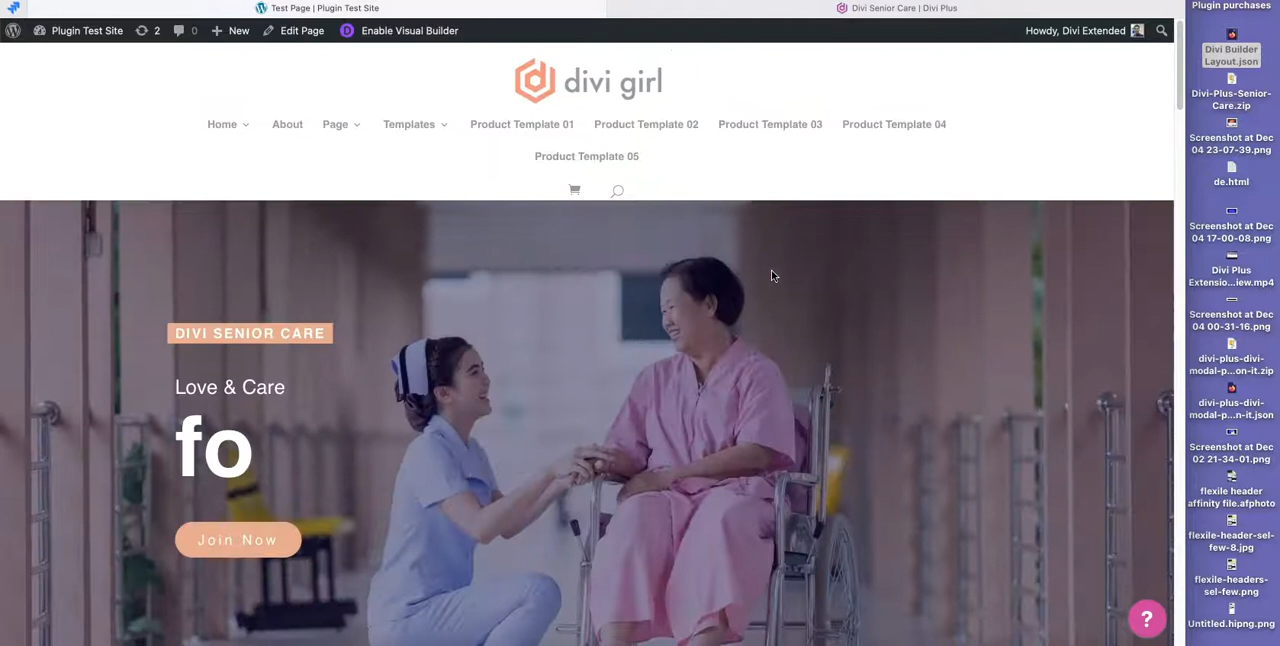 Test Page | Plugin Test Site
Divi Senior Care | Divi Plus
Plugin Test Site
2
0
New
Edit Page
D
Enable Visual Builder
Howdy, Divi Extended
divi girl
Home
About
Page
Templates
Product Template 01
Product Template 02
Product Template 03
Product Template 04
Product Template 05
DIVI SENIOR CARE
Love & Care
fo
Join Now
?
Plugin purchases
Divi Builder
Layout.json
Divi-Plus-Senior-
Care.zip
Screenshot at Dec
04 23-07-39.png
de.html
Screenshot at Dec
04 17-00-08.png
Divi Plus
Extensio...iew.mp4
Screenshot at Dec
04 00-31-16.png
divi-plus-divi-
modal-p...on-it.zip
divi-plus-divi-
modal-p...n-it.json
Screenshot at Dec
02 21-34-01.png
flexile header
affinity file.afphoto
flexile-header-sel-
few-8.jpg
flexile-headers-
sel-few.png
Untitled.hipng.png